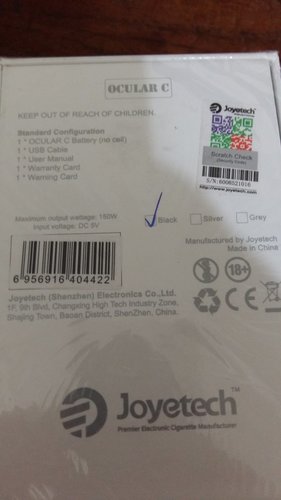 OCULAR C
KEEP OUT OF REACH OF CHILDREN.
Joyetech
Standard Configuration
1 * OCULAR C Battery (no cell)
1 * USB Cable
1 * User Manual
1 * Warranty Card
1 * Warning Card
Scratch Check
(Security Code)
S/N:6006521016
http://www.joyetech.com
Maximum output wattage: 150W
Input voltage: DC 5V
Black
Silver
Grey
Manufactured by Joyetech
Made in China
6 956916 404422
18+
CE
Joyetech (Shenzhen) Electronics Co.,Ltd.
1F, 9th Blvd, Changxing High Tech Industry Zone,
Shajing Town, Baoan District, ShenZhen, China.
Joyetech™
Premier Electronic Cigarette Manufacturer